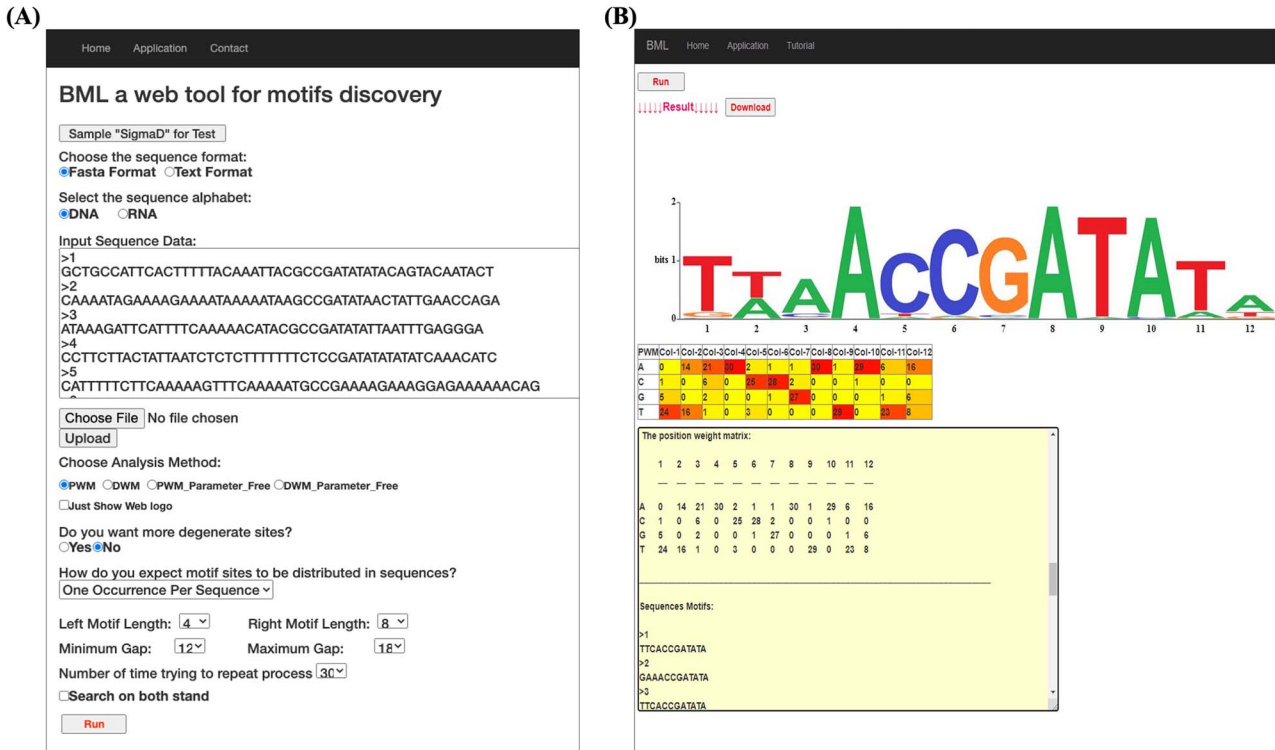 (A)
Home Application Contact
BML a web tool for motifs discovery
Sample "SigmaD" for Test
Choose the sequence format:
Fasta Format Text Format
Select the sequence alphabet:
DNA RNA
Input Sequence Data:
>1
GCTGCCATTCACTTTTTACAAATTACGCCGATATATACAGTACAATACT
>2
CAAAATAGAAAAGAAAATAAAAATAAGCCGATATAACTATTGAACCAGA
>3
ATAAAGATTCATTTTCAAAAACATACGCCGATATATTAATTTGAGGGA
>4
CCTTCTTACTATTAATCTCTCTTTTTTTCTCCGATATATATATCAAACATC
>5
CATTTTTCTTCAAAAAGTTTCAAAAATGCCGAAAAGAAAGGAGAAAAAACAG
Choose File No file chosen
Upload
Choose Analysis Method:
PWM DWM PWM_Parameter_Free DWM_Parameter_Free
Just Show Web logo
Do you want more degenerate sites?
Yes No
How do you expect motif sites to be distributed in sequences?
One Occurrence Per Sequence
Left Motif Length: 4 Right Motif Length: 8
Minimum Gap: 12 Maximum Gap: 18
Number of time trying to repeat process 30
Search on both stand
Run
(B)
BML Home Application Tutorial
Run
↓↓↓↓↓Result↓↓↓↓↓ Download
2
bits 1
0
T T A A C C G A T A T A
G A C A
1 2 3 4 5 6 7 8 9 10 11 12
PWM Col-1 Col-2 Col-3 Col-4 Col-5 Col-6 Col-7 Col-8 Col-9 Col-10 Col-11 Col-12
A 0 14 21 30 2 1 1 30 1 29 6 16
C 1 0 6 0 25 28 2 0 0 1 0 0
G 5 0 2 0 0 1 27 0 0 0 1 6
T 24 16 1 0 3 0 0 0 29 0 23 8
The position weight matrix:
1 2 3 4 5 6 7 8 9 10 11 12
A 0 14 21 30 2 1 1 30 1 29 6 16
C 1 0 6 0 25 28 2 0 0 1 0 0
G 5 0 2 0 0 1 27 0 0 0 1 6
T 24 16 1 0 3 0 0 0 29 0 23 8
Sequences Motifs:
>1
TTCACCGATATA
>2
GAAACCGATATA
>3
TTCACCGATATA